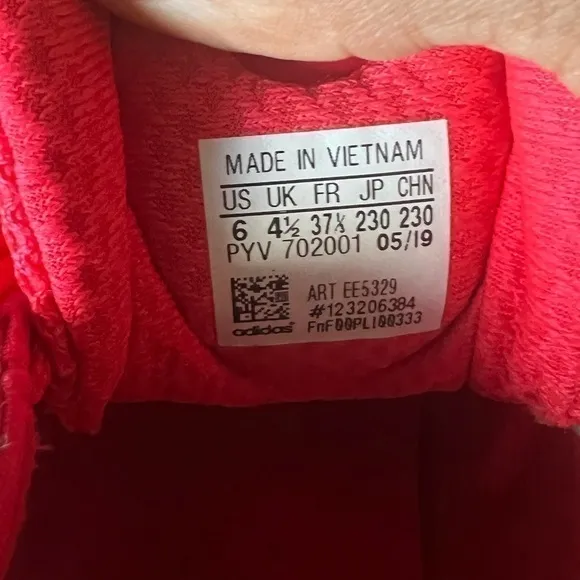 MADE IN VIETNAM
US UK FR JP CHN
6 4½ 37⅓ 230 230
PYV 702001 05/19
ART EE5329
#123206384
adidas FnF00PLI00333